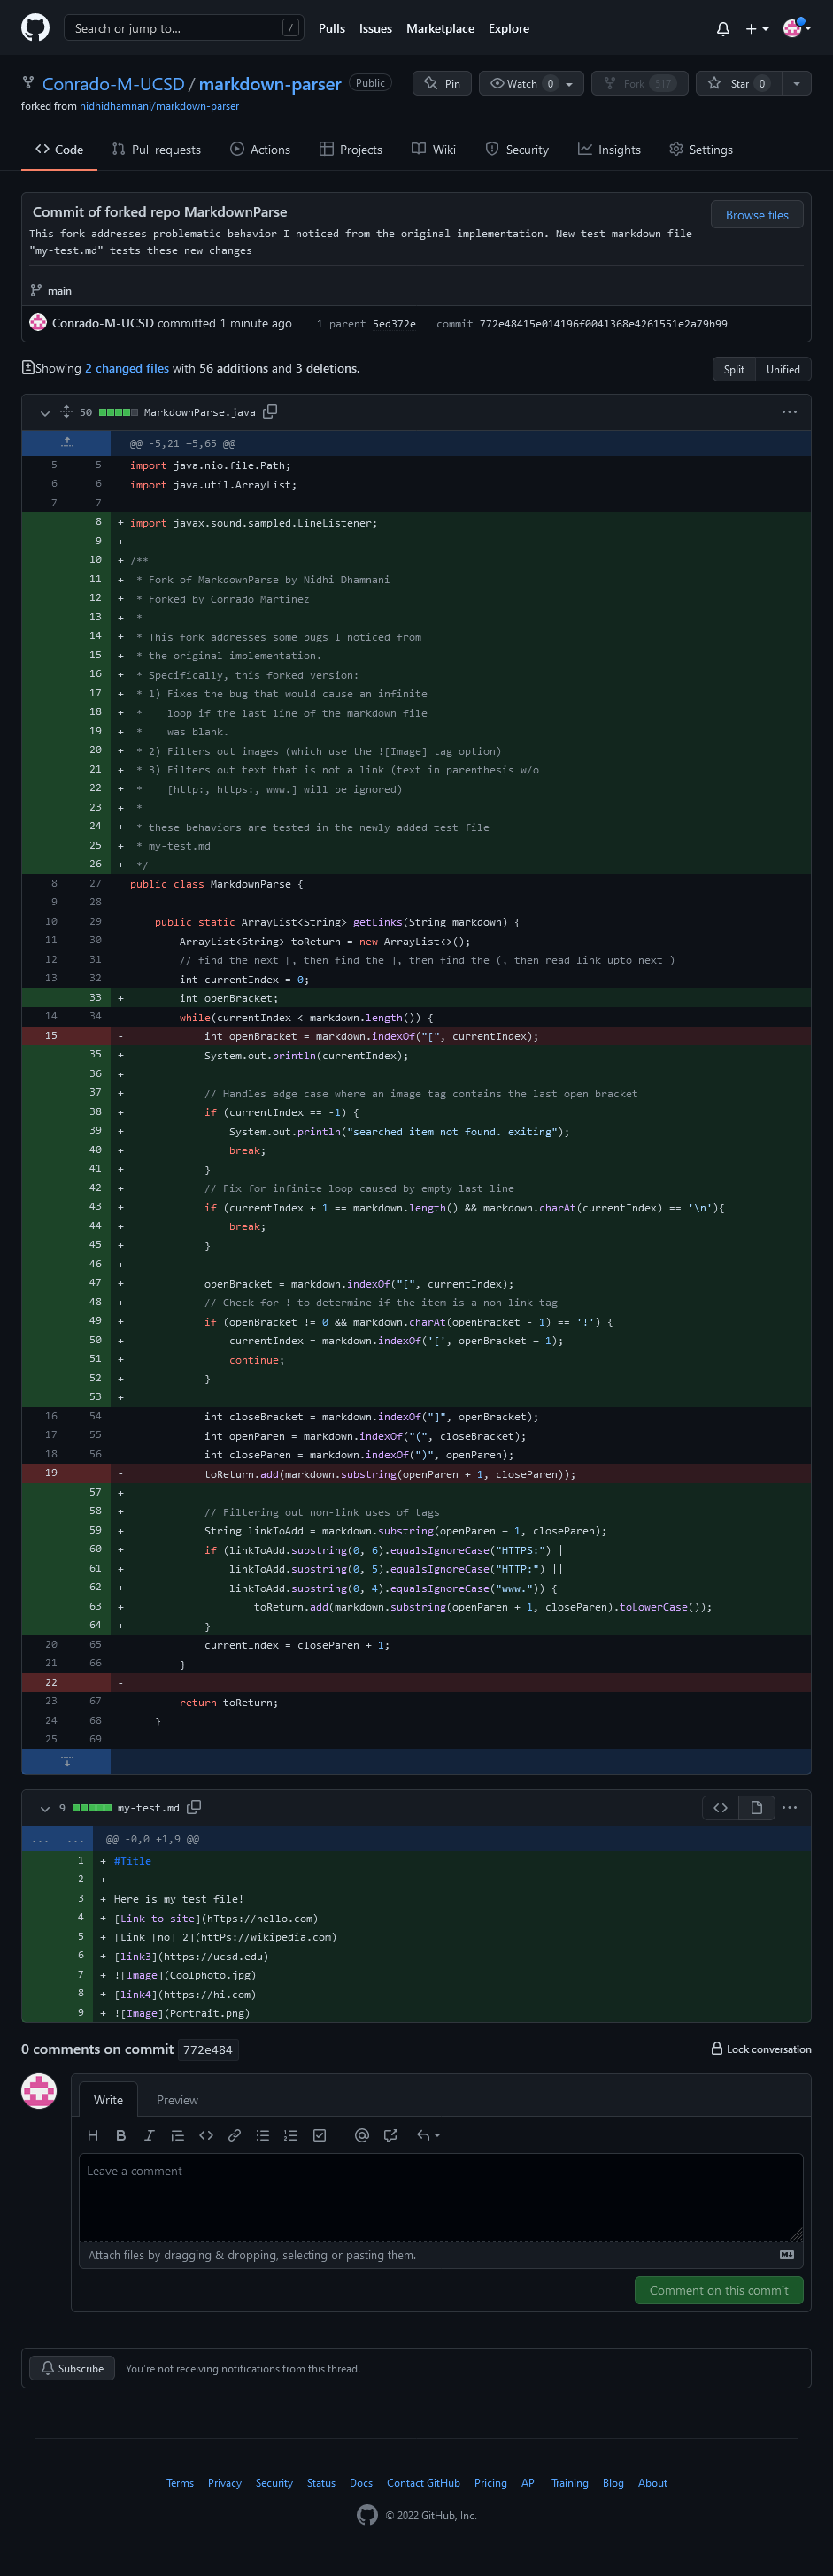 Search or jump to... /
Pulls Issues Marketplace Explore
Conrado-M-UCSD / markdown-parser Public
Pin Watch 0 Fork 517 Star 0
forked from nidhidhamnani/markdown-parser
Code Pull requests Actions Projects Wiki Security Insights Settings
Commit of forked repo MarkdownParse
Browse files
This fork addresses problematic behavior I noticed from the original implementation. New test markdown file
"my-test.md" tests these new changes
main
Conrado-M-UCSD committed 1 minute ago 1 parent 5ed372e commit 772e48415e014196f0041368e4261551e2a79b99
Showing 2 changed files with 56 additions and 3 deletions.
Split Unified
50 MarkdownParse.java
@@ -5,21 +5,65 @@
5 5 import java.nio.file.Path;
6 6 import java.util.ArrayList;
7 7
8 + import javax.sound.sampled.LineListener;
9 +
10 + /**
11 + * Fork of MarkdownParse by Nidhi Dhamnani
12 + * Forked by Conrado Martinez
13 + *
14 + * This fork addresses some bugs I noticed from
15 + * the original implementation.
16 + * Specifically, this forked version:
17 + * 1) Fixes the bug that would cause an infinite
18 + * loop if the last line of the markdown file
19 + * was blank.
20 + * 2) Filters out images (which use the ![Image] tag option)
21 + * 3) Filters out text that is not a link (text in parenthesis w/o
22 + * [http:, https:, www.] will be ignored)
23 + *
24 + * these behaviors are tested in the newly added test file
25 + * my-test.md
26 + */
8 27 public class MarkdownParse {
9 28
10 29 public static ArrayList<String> getLinks(String markdown) {
11 30 ArrayList<String> toReturn = new ArrayList<>();
12 31 // find the next [, then find the ], then find the (, then read link upto next )
13 32 int currentIndex = 0;
33 + int openBracket;
14 34 while(currentIndex < markdown.length()) {
15 - int openBracket = markdown.indexOf("[", currentIndex);
35 + System.out.println(currentIndex);
36 +
37 + // Handles edge case where an image tag contains the last open bracket
38 + if (currentIndex == -1) {
39 + System.out.println("searched item not found. exiting");
40 + break;
41 + }
42 + // Fix for infinite loop caused by empty last line
43 + if (currentIndex + 1 == markdown.length() && markdown.charAt(currentIndex) == '\n'){
44 + break;
45 + }
46 +
47 + openBracket = markdown.indexOf("[", currentIndex);
48 + // Check for ! to determine if the item is a non-link tag
49 + if (openBracket != 0 && markdown.charAt(openBracket - 1) == '!') {
50 + currentIndex = markdown.indexOf('[', openBracket + 1);
51 + continue;
52 + }
53 +
16 54 int closeBracket = markdown.indexOf("]", openBracket);
17 55 int openParen = markdown.indexOf("(", closeBracket);
18 56 int closeParen = markdown.indexOf(")", openParen);
19 - toReturn.add(markdown.substring(openParen + 1, closeParen));
57 +
58 + // Filtering out non-link uses of tags
59 + String linkToAdd = markdown.substring(openParen + 1, closeParen);
60 + if (linkToAdd.substring(0, 6).equalsIgnoreCase("HTTPS:") ||
61 + linkToAdd.substring(0, 5).equalsIgnoreCase("HTTP:") ||
62 + linkToAdd.substring(0, 4).equalsIgnoreCase("www.")) {
63 + toReturn.add(markdown.substring(openParen + 1, closeParen).toLowerCase());
64 + }
20 65 currentIndex = closeParen + 1;
21 66 }
22 -
23 67 return toReturn;
24 68 }
25 69
9 my-test.md
... ... @@ -0,0 +1,9 @@
1 + #Title
2 +
3 + Here is my test file!
4 + [Link to site](hTtps://hello.com)
5 + [Link [no] 2](httPs://wikipedia.com)
6 + [link3](https://ucsd.edu)
7 + ![Image](Coolphoto.jpg)
8 + [link4](https://hi.com)
9 + ![Image](Portrait.png)
0 comments on commit 772e484
Lock conversation
Write Preview
Leave a comment
Attach files by dragging & dropping, selecting or pasting them.
Comment on this commit
Subscribe You're not receiving notifications from this thread.
Terms Privacy Security Status Docs Contact GitHub Pricing API Training Blog About
© 2022 GitHub, Inc.